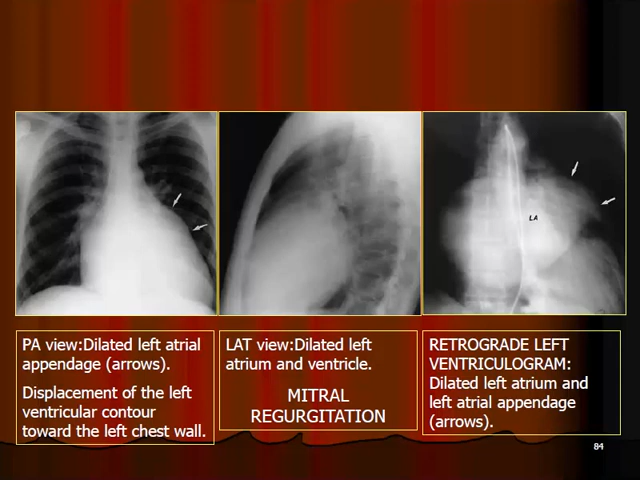 LA
PA view:Dilated left atrial
appendage (arrows).
Displacement of the left
ventricular contour
toward the left chest wall.
LAT view:Dilated left
atrium and ventricle.
MITRAL
REGURGITATION
RETROGRADE LEFT
VENTRICULOGRAM:
Dilated left atrium and
left atrial appendage
(arrows).
84